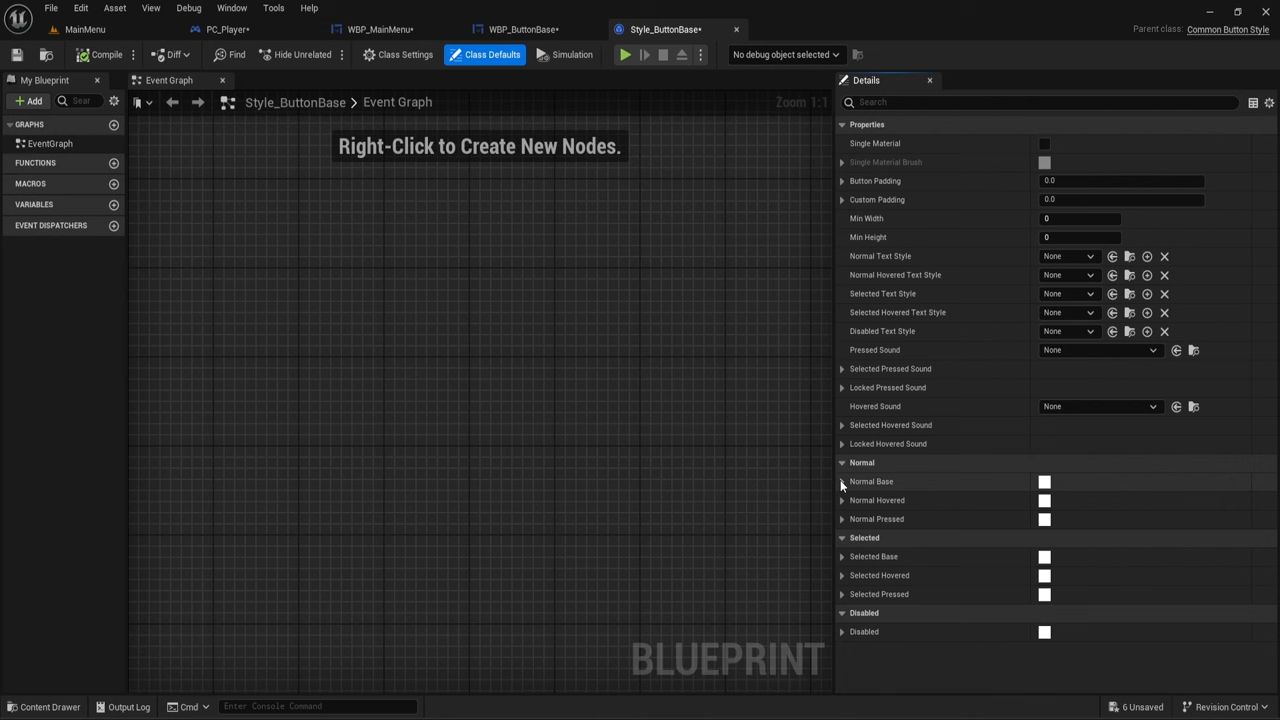 File Edit Asset View Debug Window Tools Help
MainMenu PC_Player* WBP_MainMenu* WBP_ButtonBase* Style_ButtonBase* Parent class: Common Button Style
Compile Diff Find Hide Unrelated Class Settings Class Defaults Simulation No debug object selected
My Blueprint Event Graph Details
Add Sear Style_ButtonBase > Event Graph Zoom 1:1 Search
GRAPHS
EventGraph
FUNCTIONS
MACROS
VARIABLES
EVENT DISPATCHERS
Right-Click to Create New Nodes.
BLUEPRINT
Properties
Single Material
Single Material Brush
Button Padding 0.0
Custom Padding 0.0
Min Width 0
Min Height 0
Normal Text Style None
Normal Hovered Text Style None
Selected Text Style None
Selected Hovered Text Style None
Disabled Text Style None
Pressed Sound None
Selected Pressed Sound
Locked Pressed Sound
Hovered Sound None
Selected Hovered Sound
Locked Hovered Sound
Normal
Normal Base
Normal Hovered
Normal Pressed
Selected
Selected Base
Selected Hovered
Selected Pressed
Disabled
Disabled
Content Drawer Output Log Cmd Enter Console Command 6 Unsaved Revision Control